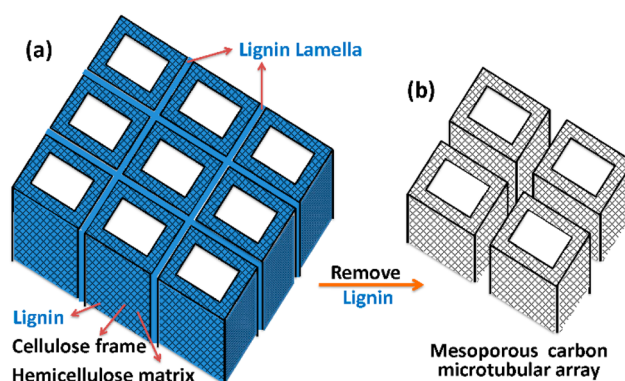 (a)
Lignin Lamella
(b)
Remove
Lignin
Lignin
Cellulose frame
Hemicellulose matrix
Mesoporous carbon
microtubular array